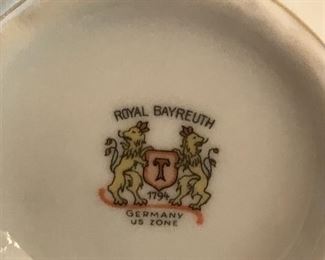 ROYAL BAYREUTH
T
1794
GERMANY
US ZONE